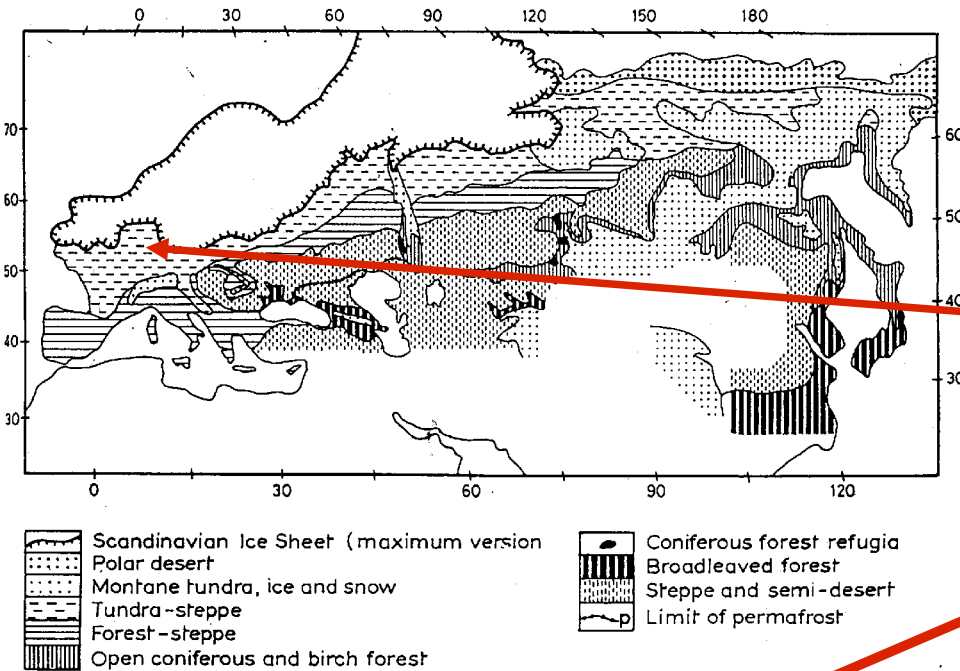 0 30 60 90 120 150 180
70
60
50
40
30
60
50
40
30
0 30 60 90 120
Scandinavian Ice Sheet (maximum version
Polar desert
Montane tundra, ice and snow
Tundra-steppe
Forest-steppe
Open coniferous and birch forest
Coniferous forest refugia
Broadleaved forest
Steppe and semi-desert
p Limit of permafrost